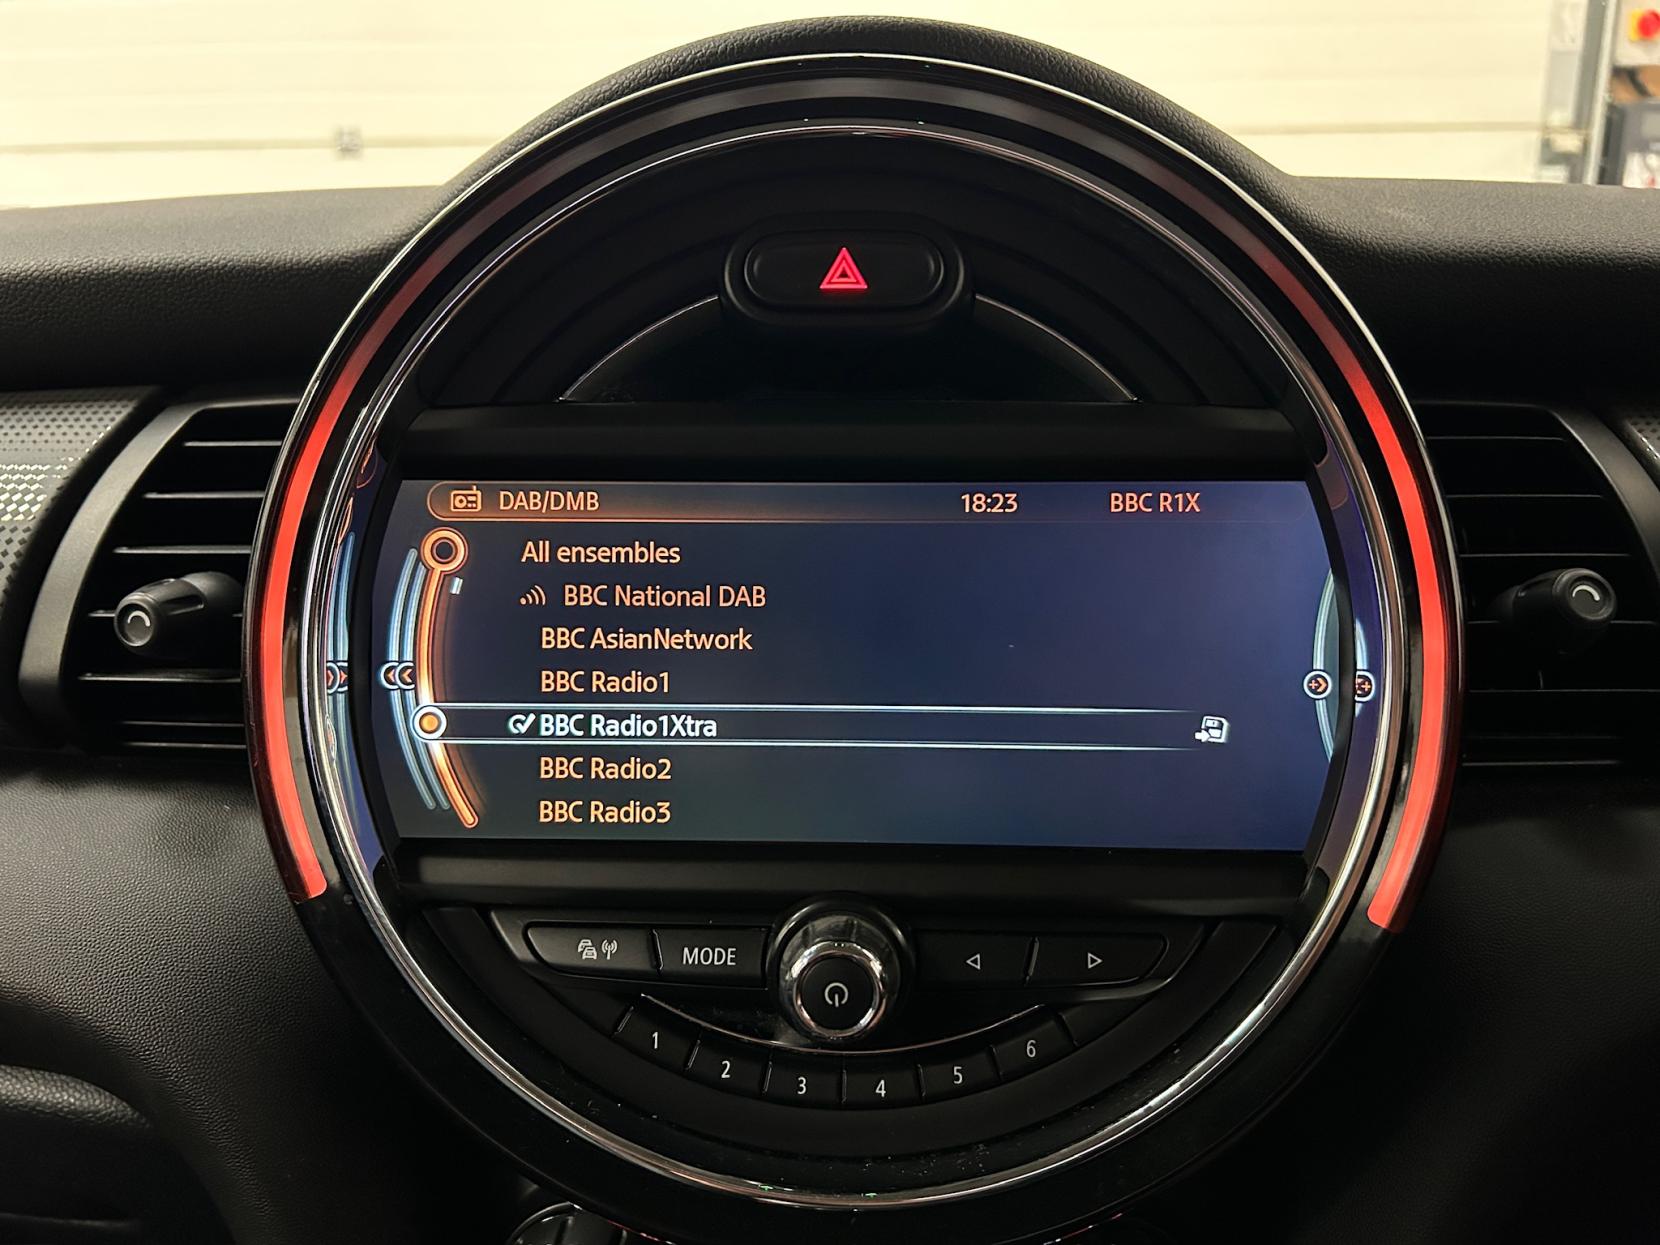 DAB/DMB 18:23 BBC R1X
All ensembles
BBC National DAB
BBC AsianNetwork
BBC Radio1
BBC Radio1Xtra
BBC Radio2
BBC Radio3
MODE
1 2 3 4 5 6